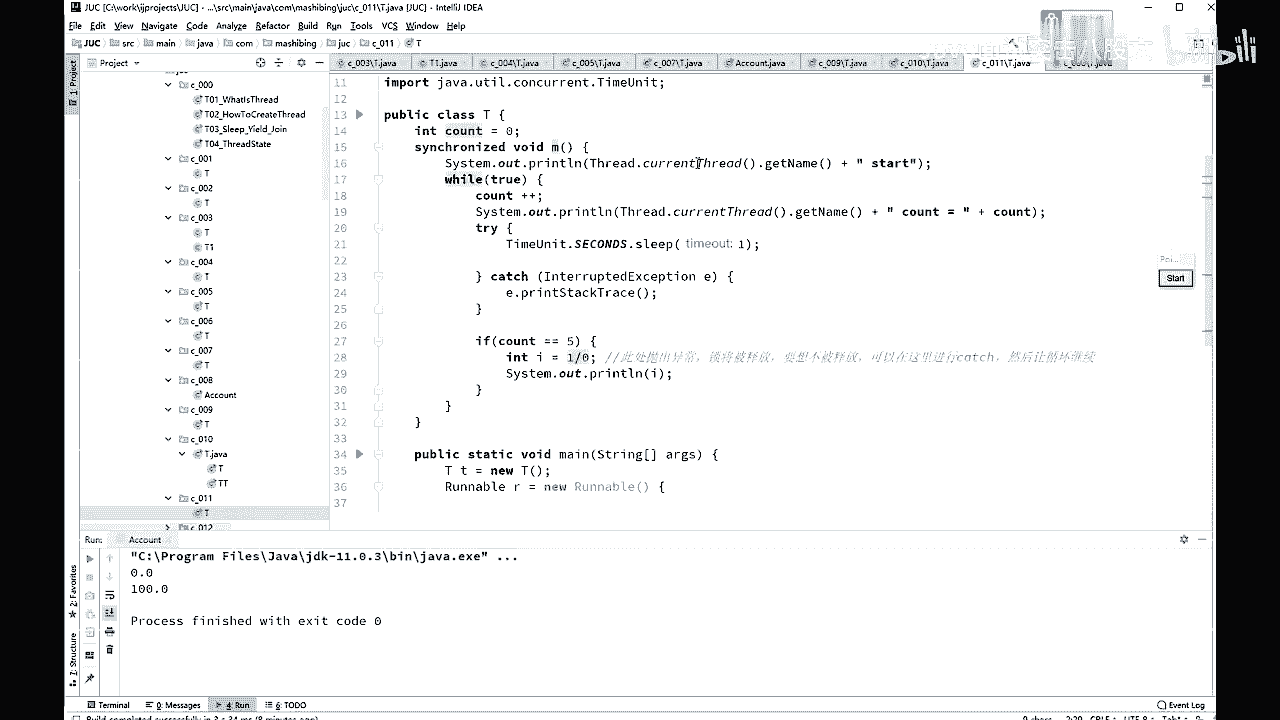 JUC [C:\work\ijprojects\JUC] - ...\src\main\java\com\mashibing\juc\c_011\T.java [JUC] - IntelliJ IDEA
File Edit View Navigate Code Analyze Refactor Build Run Tools VCS Window Help
JUC src main java com mashibing juc c_011 T
bilibili
Project
c_003\T.java T1.java c_004\T.java c_005\T.java c_007\T.java Account.java c_009\T.java c_010\T.java c_011\T.java
1: Project
c_000
T01_WhatIsThread
T02_HowToCreateThread
T03_Sleep_Yield_Join
T04_ThreadState
c_001
T
c_002
T
c_003
T
T1
c_004
T
c_005
T
c_006
T
c_007
T
c_008
Account
c_009
T
c_010
T.java
T
TT
c_011
T
c_012
11 import java.util.concurrent.TimeUnit;
12
13 public class T {
14 int count = 0;
15 synchronized void m() {
16 System.out.println(Thread.currentThread().getName() + " start");
17 while(true) {
18 count ++;
19 System.out.println(Thread.currentThread().getName() + " count = " + count);
20 try {
21 TimeUnit.SECONDS.sleep( timeout: 1);
22
23 } catch (InterruptedException e) {
24 e.printStackTrace();
25 }
26
27 if(count == 5) {
28 int i = 1/0; //此处抛出异常，锁将被释放，要想不被释放，可以在这里进行catch，然后让循环继续
29 System.out.println(i);
30 }
31 }
32 }
33
34 public static void main(String[] args) {
35 T t = new T();
36 Runnable r = new Runnable() {
37
Poi...
Start
Run: Account
"C:\Program Files\Java\jdk-11.0.3\bin\java.exe" ...
0.0
100.0
Process finished with exit code 0
2: Favorites
Z: Structure
Terminal 0: Messages 4: Run 6: TODO
Event Log